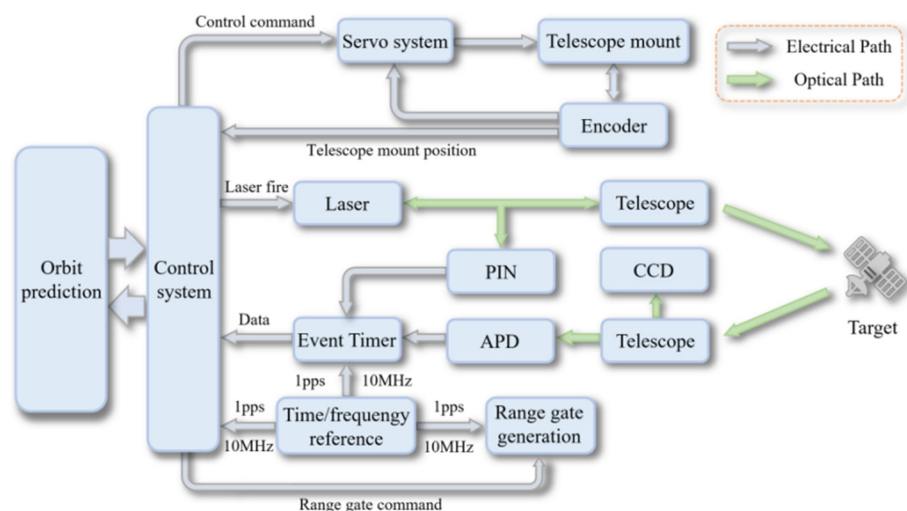 Control command
Servo system
Telescope mount
Electrical Path
Optical Path
Encoder
Telescope mount position
Laser fire
Laser
Telescope
Orbit
prediction
Control
system
PIN
CCD
Target
Data
Event Timer
APD
Telescope
1pps
10MHz
1pps
Time/frequengy
reference
1pps
Range gate
generation
10MHz
10MHz
Range gate command